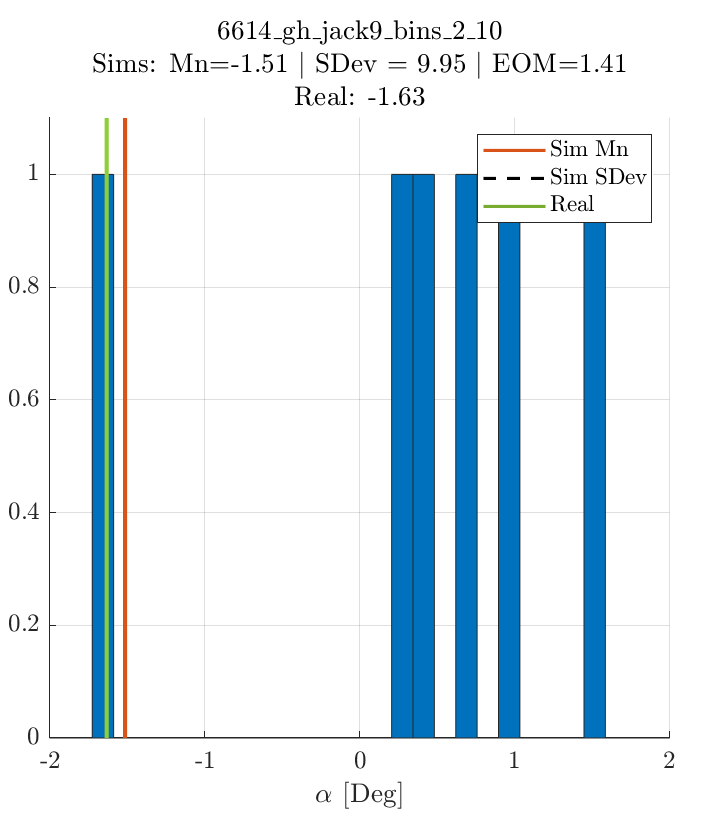 6614_gh_jack9_bins_2_10
Sims: Mn=-1.51 | SDev = 9.95 | EOM=1.41
Real: -1.63
Sim Mn
Sim SDev
Real
1
0.8
0.6
0.4
0.2
0
-2
-1
0
1
2
α [Deg]